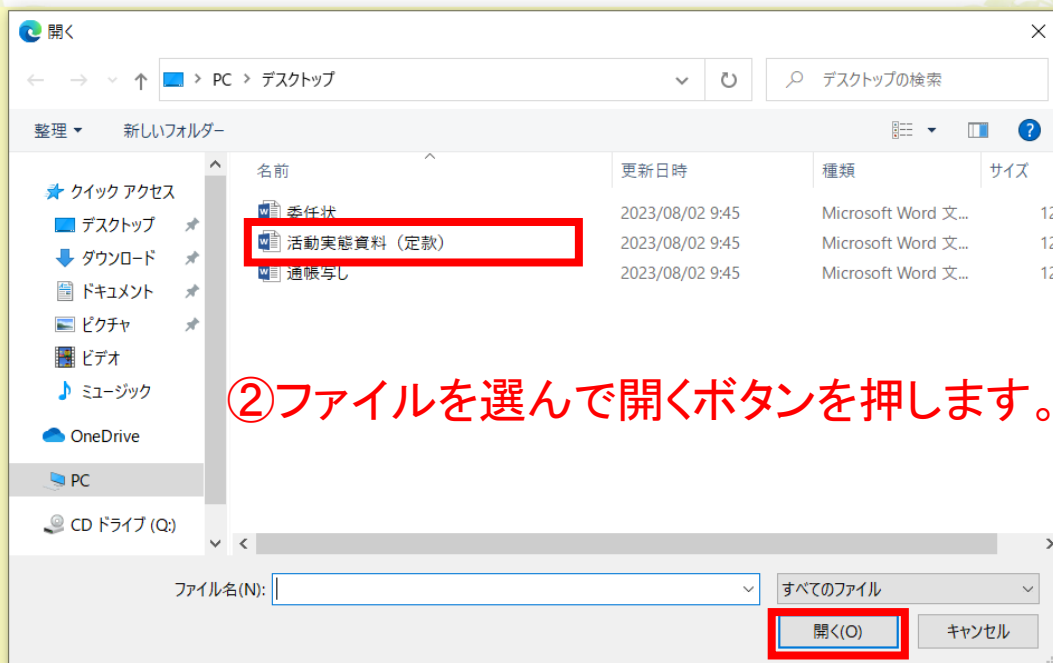 開く
PC > デスクトップ
デスクトップの検索
整理 新しいフォルダー
名前 更新日時 種類 サイズ
クイック アクセス
デスクトップ
ダウンロード
ドキュメント
ピクチャ
ビデオ
ミュージック
OneDrive
PC
CD ドライブ (Q:)
委任状 2023/08/02 9:45 Microsoft Word 文... 12
活動実態資料（定款） 2023/08/02 9:45 Microsoft Word 文... 12
通帳写し 2023/08/02 9:45 Microsoft Word 文... 12
②ファイルを選んで開くボタンを押します。
ファイル名(N): すべてのファイル
開く(O) キャンセル